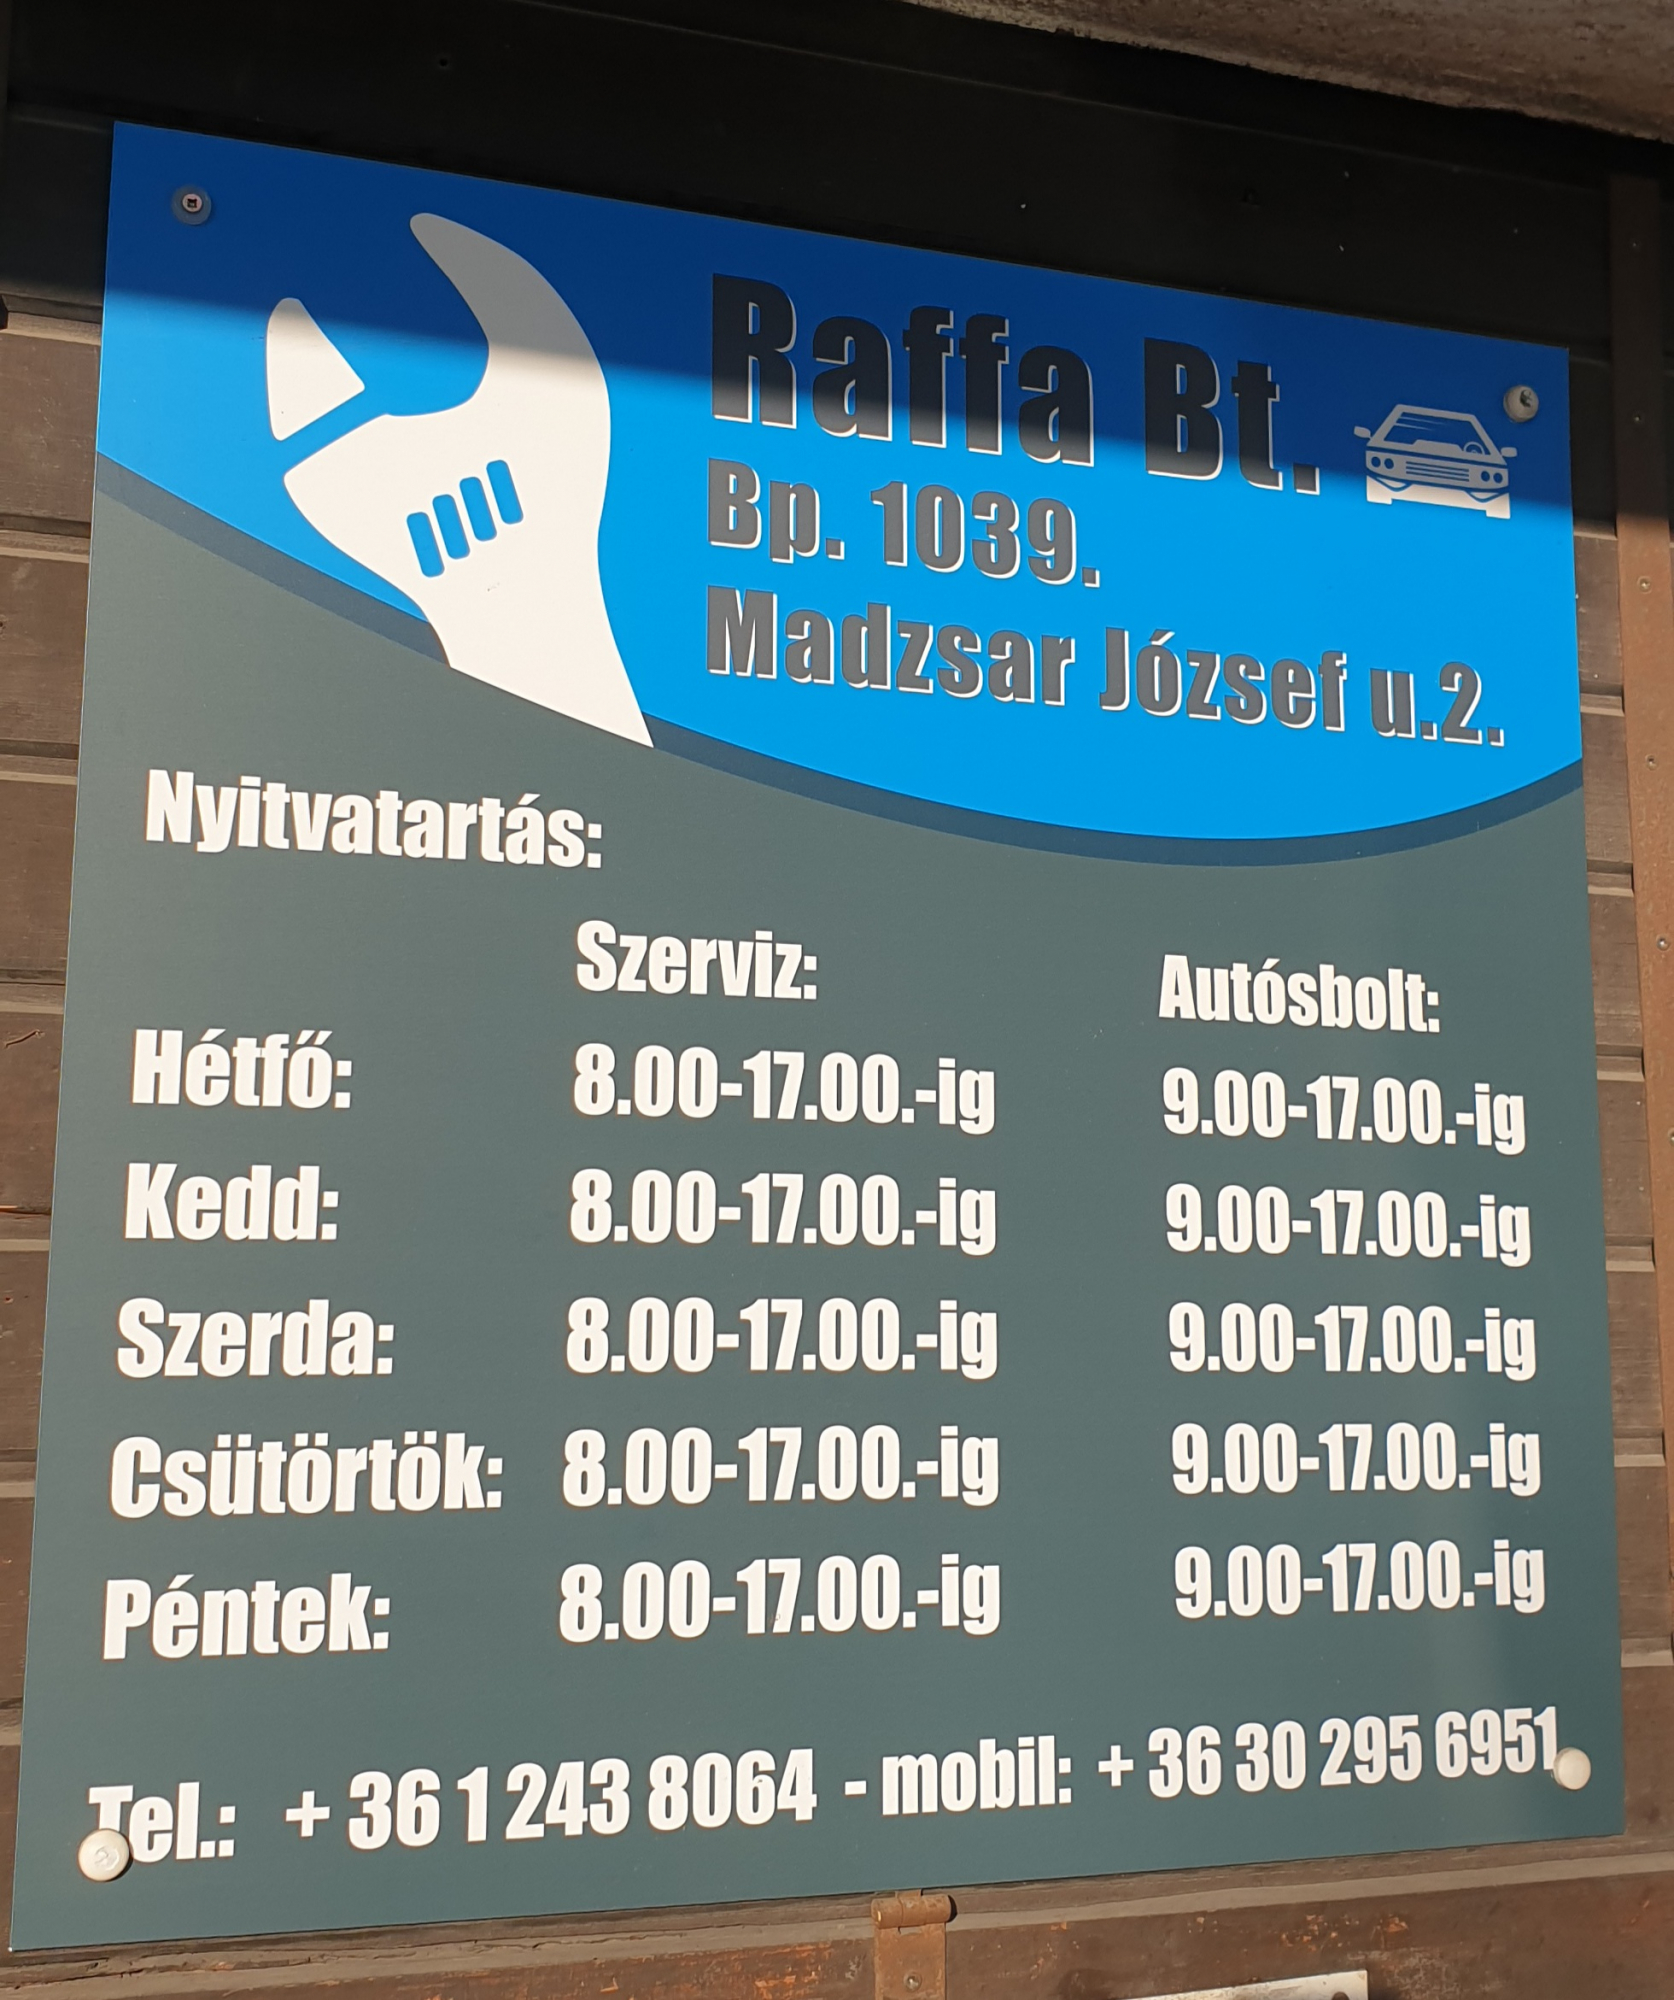 Raffa Bt.
Bp. 1039.
Madzsar József u.2.
Nyitvatartás:
Szerviz: Autósbolt:
Hétfő: 8.00-17.00.-ig 9.00-17.00.-ig
Kedd: 8.00-17.00.-ig 9.00-17.00.-ig
Szerda: 8.00-17.00.-ig 9.00-17.00.-ig
Csütörtök: 8.00-17.00.-ig 9.00-17.00.-ig
Péntek: 8.00-17.00.-ig 9.00-17.00.-ig
Tel.: + 36 1 243 8064 - mobil: + 36 30 295 6951